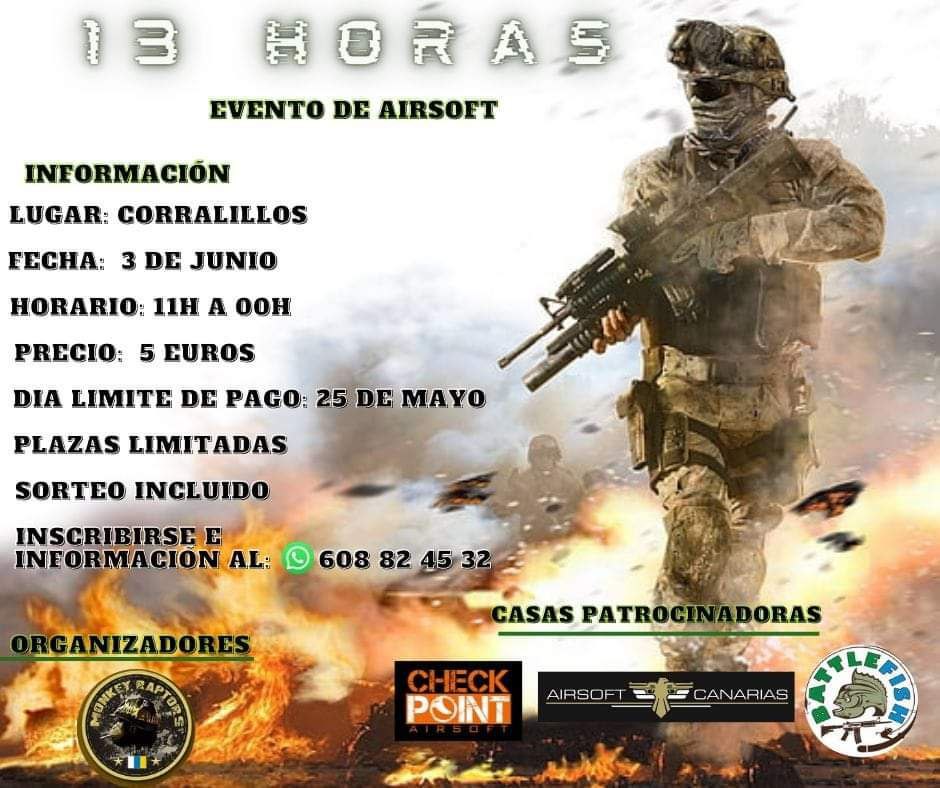 13 HORAS
EVENTO DE AIRSOFT
INFORMACIÓN
LUGAR: CORRALILLOS
FECHA: 3 DE JUNIO
HORARIO: 11H A 00H
PRECIO: 5 EUROS
DIA LIMITE DE PAGO: 25 DE MAYO
PLAZAS LIMITADAS
SORTEO INCLUIDO
INSCRIBIRSE E
INFORMACIÓN AL: 608 82 45 32
CASAS PATROCINADORAS
ORGANIZADORES
MONKEY RAPTORS
CHECK
POINT
AIRSOFT
AIRSOFT CANARIAS
BATTLEFISH